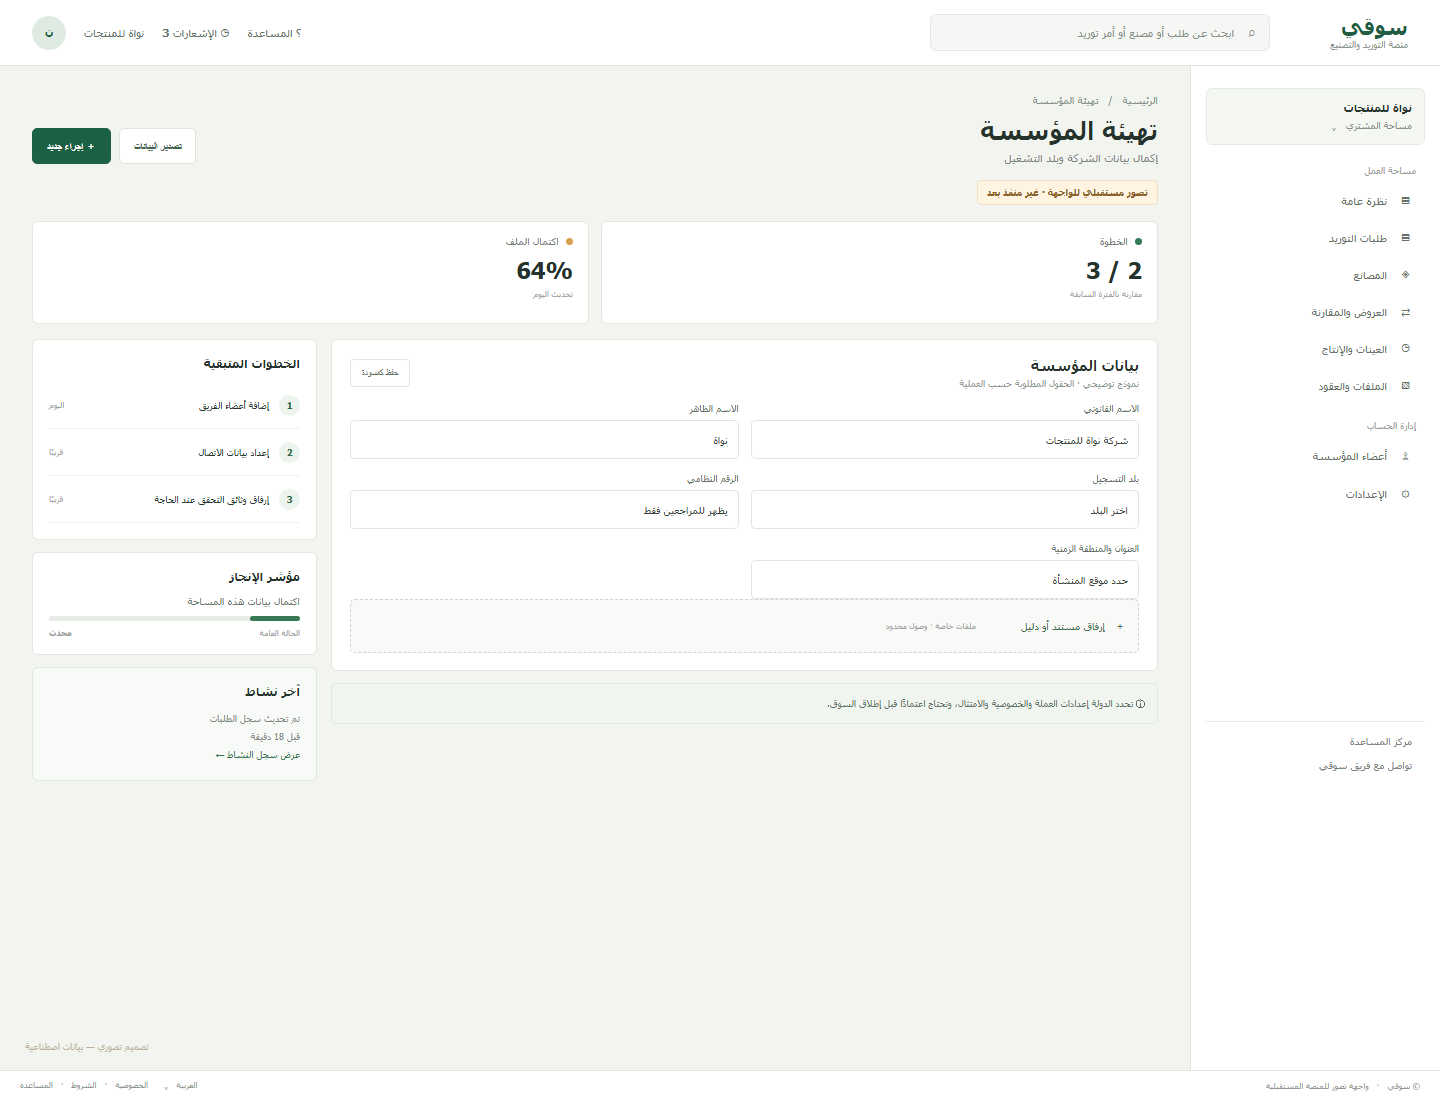 سوقي
منصة التوريد والتصنيع
ابحث عن طلب أو مصنع أو أمر توريد
؟ المساعدة
الإشعارات 3
نواة للمنتجات
ن
نواة للمنتجات
مساحة المشتري
مساحة العمل
نظرة عامة
طلبات التوريد
المصانع
العروض والمقارنة
العينات والإنتاج
الملفات والعقود
إدارة الحساب
أعضاء المؤسسة
الإعدادات
مركز المساعدة
تواصل مع فريق سوقي
الرئيسية / تهيئة المؤسسة
تهيئة المؤسسة
إكمال بيانات الشركة وبلد التشغيل
تصور مستقبلي للواجهة · غير منفذ بعد
تصدير البيانات
+ إجراء جديد
الخطوة
2 / 3
مقارنة بالفترة السابقة
اكتمال الملف
64%
تحديث اليوم
بيانات المؤسسة
نموذج توضيحي · الحقول المطلوبة حسب العملية
حفظ كمسودة
الاسم القانوني
شركة نواة للمنتجات
الاسم الظاهر
نواة
بلد التسجيل
اختر البلد
الرقم النظامي
يظهر للمراجعين فقط
العنوان والمنطقة الزمنية
حدد موقع المنشأة
+ إرفاق مستند أو دليل
ملفات خاصة · وصول محدود
تحدد الدولة إعدادات العملة والخصوصية والامتثال، وتحتاج اعتمادًا قبل إطلاق السوق.
الخطوات المتبقية
1 إضافة أعضاء الفريق اليوم
2 إعداد بيانات الاتصال قريبًا
3 إرفاق وثائق التحقق عند الحاجة قريبًا
مؤشر الإنجاز
اكتمال بيانات هذه المساحة
الحالة العامة محدث
آخر نشاط
تم تحديث سجل الطلبات
قبل 18 دقيقة
عرض سجل النشاط ←
تصميم تصوري — بيانات اصطناعية
© سوقي · واجهة تصور للمنصة المستقبلية
العربية الخصوصية · الشروط · المساعدة